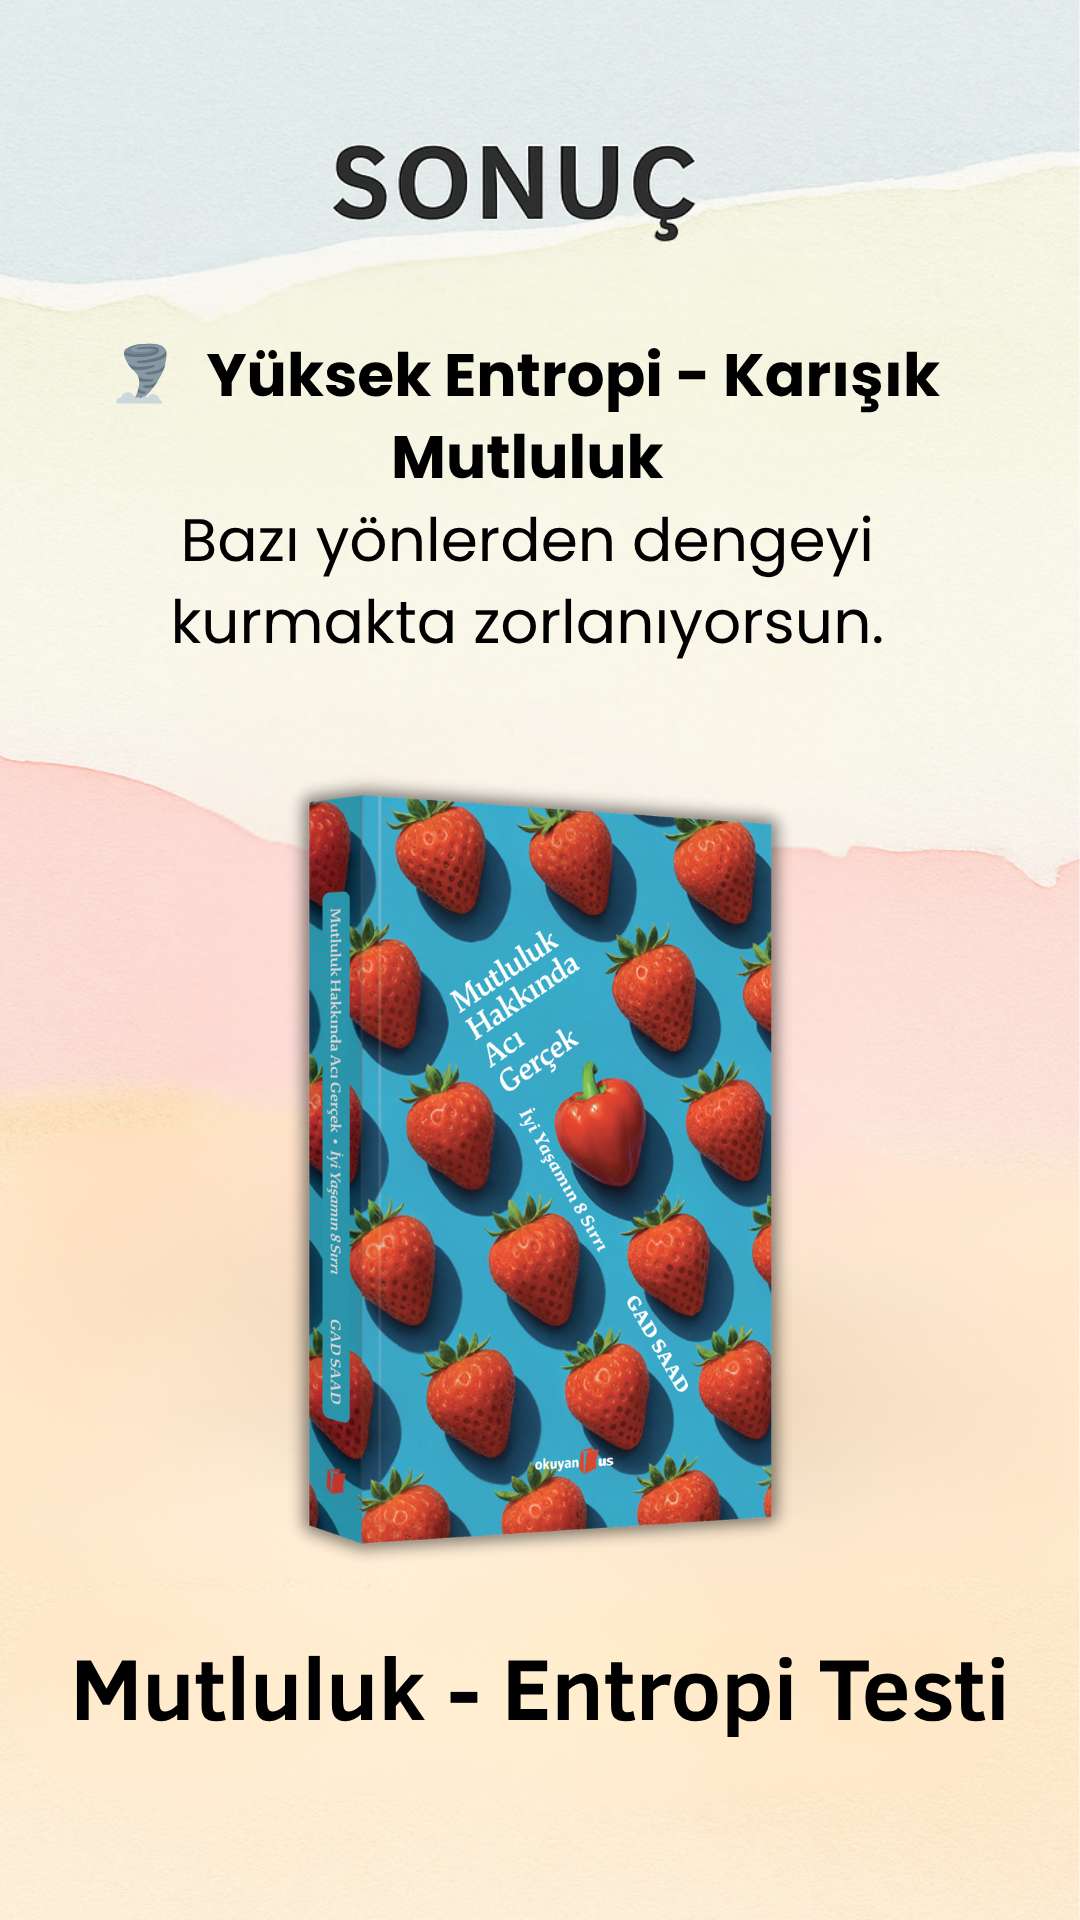 SONUÇ
🌪️ Yüksek Entropi - Karışık
Mutluluk
Bazı yönlerden dengeyi
kurmakta zorlanıyorsun.
Mutluluk Hakkında Acı Gerçek • İyi Yaşamın 8 Sırrı GAD SAAD
Mutluluk
Hakkında
Acı
Gerçek
İyi Yaşamın 8 Sırrı
GAD SAAD
okuyan us
Mutluluk - Entropi Testi